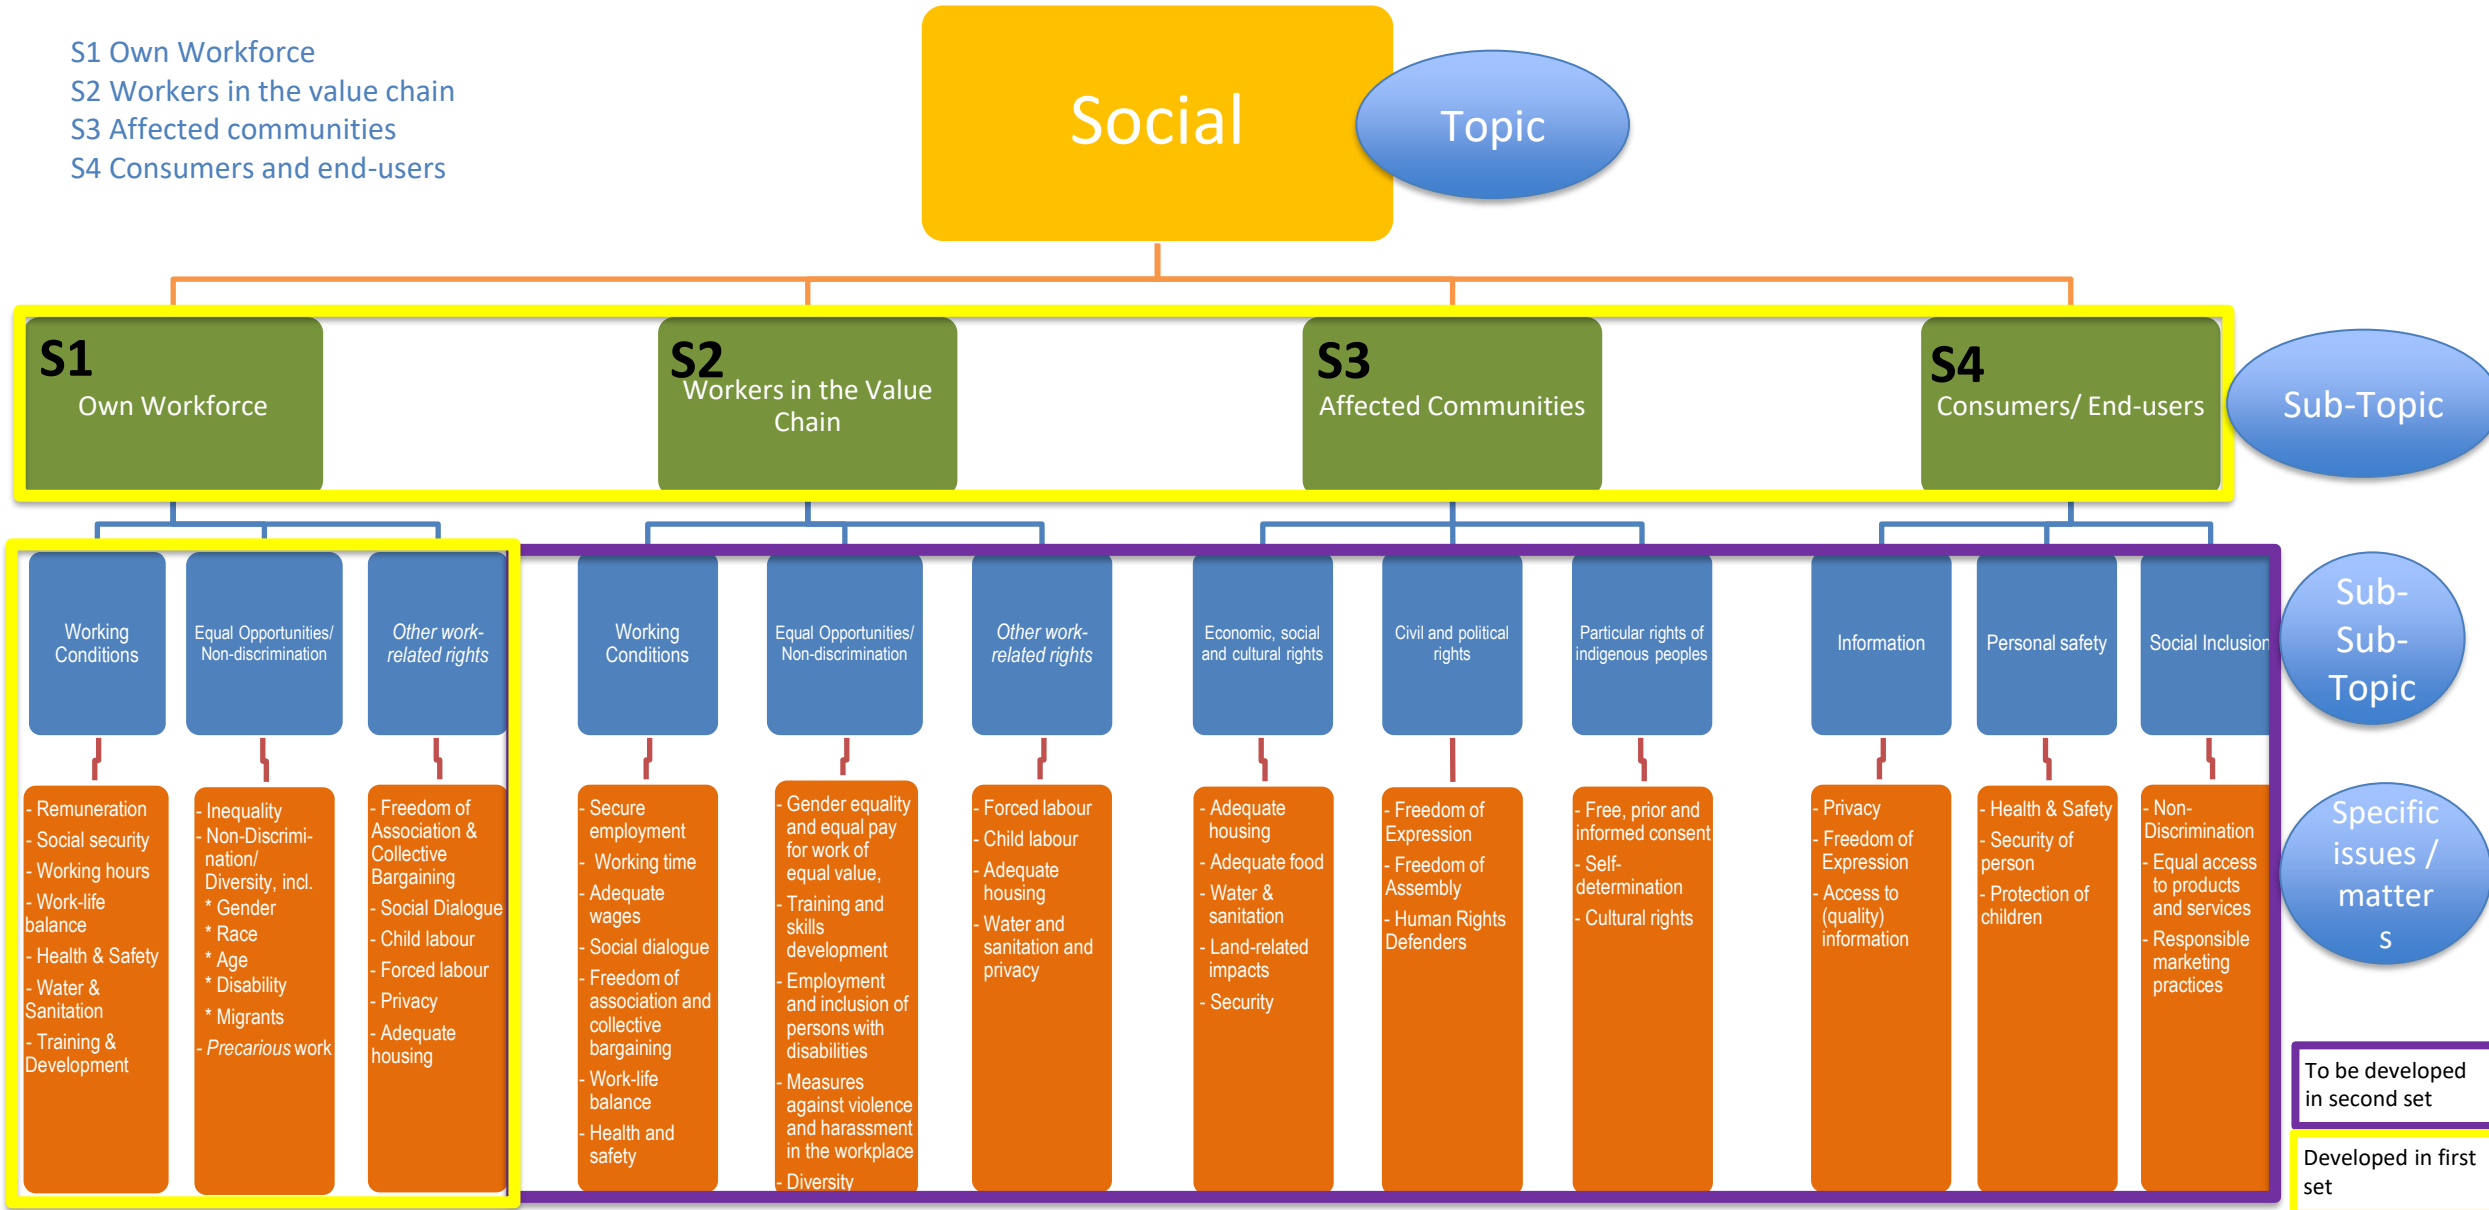 S1 Own Workforce
S2 Workers in the value chain
S3 Affected communities
S4 Consumers and end-users
Social
Topic
S1
Own Workforce
S2
Workers in the Value
Chain
S3
Affected Communities
S4
Consumers/ End-users
Sub-Topic
Working
Conditions
Equal Opportunities/
Non-discrimination
Other work-
related rights
Working
Conditions
Equal Opportunities/
Non-discrimination
Other work-
related rights
Economic, social
and cultural rights
Civil and political
rights
Particular rights of
indigenous peoples
Information
Personal safety
Social Inclusion
Sub-
Sub-
Topic
- Remuneration
- Social security
- Working hours
- Work-life
balance
- Health & Safety
- Water &
Sanitation
- Training &
Development
- Inequality
- Non-Discrimi-
nation/
Diversity, incl.
* Gender
* Race
* Age
* Disability
* Migrants
- Precarious work
- Freedom of
Association &
Collective
Bargaining
- Social Dialogue
- Child labour
- Forced labour
- Privacy
- Adequate
housing
- Secure
employment
- Working time
- Adequate
wages
- Social dialogue
- Freedom of
association and
collective
bargaining
- Work-life
balance
- Health and
safety
- Gender equality
and equal pay
for work of
equal value,
- Training and
skills
development
- Employment
and inclusion of
persons with
disabilities
- Measures
against violence
and harassment
in the workplace
- Diversity
- Forced labour
- Child labour
- Adequate
housing
- Water and
sanitation and
privacy
- Adequate
housing
- Adequate food
- Water &
sanitation
- Land-related
impacts
- Security
- Freedom of
Expression
- Freedom of
Assembly
- Human Rights
Defenders
- Free, prior and
informed consent
- Self-
determination
- Cultural rights
- Privacy
- Freedom of
Expression
- Access to
(quality)
information
- Health & Safety
- Security of
person
- Protection of
children
- Non-
Discrimination
- Equal access
to products
and services
- Responsible
marketing
practices
Specific
issues /
matter
s
To be developed
in second set
Developed in first
set